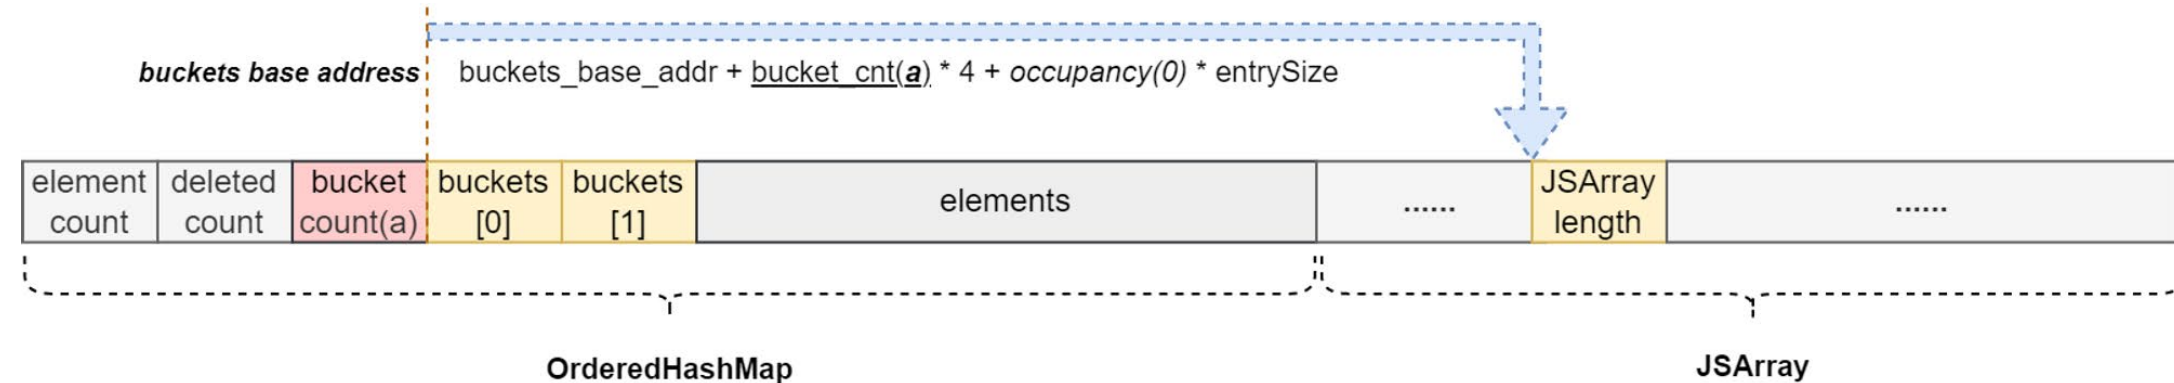 buckets base address
buckets_base_addr + bucket_cnt(a) * 4 + occupancy(0) * entrySize
element
count
deleted
count
bucket
count(a)
buckets
[0]
buckets
[1]
elements
......
JSArray
length
......
OrderedHashMap
JSArray